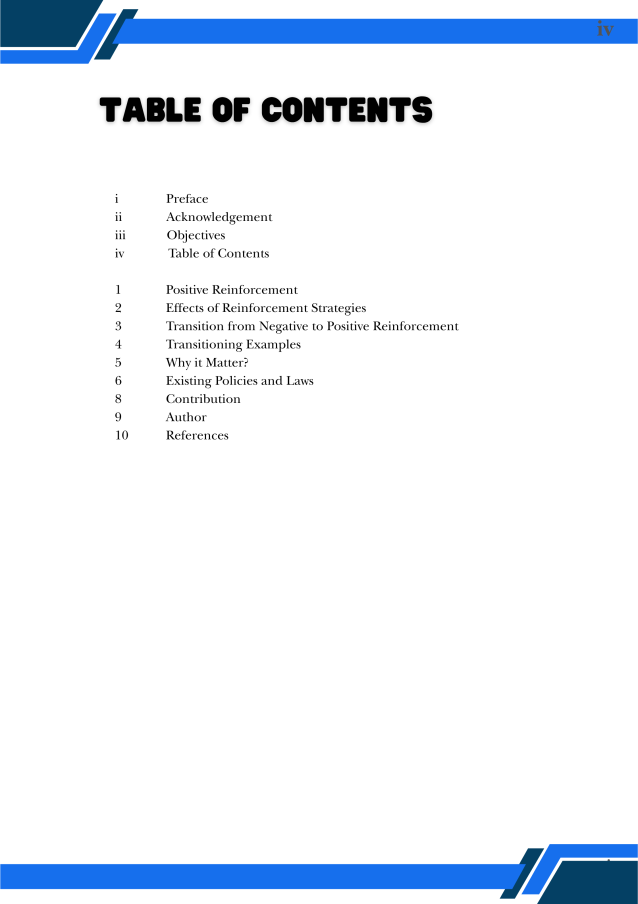 iv
TABLE OF CONTENTS
i Preface
ii Acknowledgement
iii Objectives
iv Table of Contents
1 Positive Reinforcement
2 Effects of Reinforcement Strategies
3 Transition from Negative to Positive Reinforcement
4 Transitioning Examples
5 Why it Matter?
6 Existing Policies and Laws
8 Contribution
9 Author
10 References